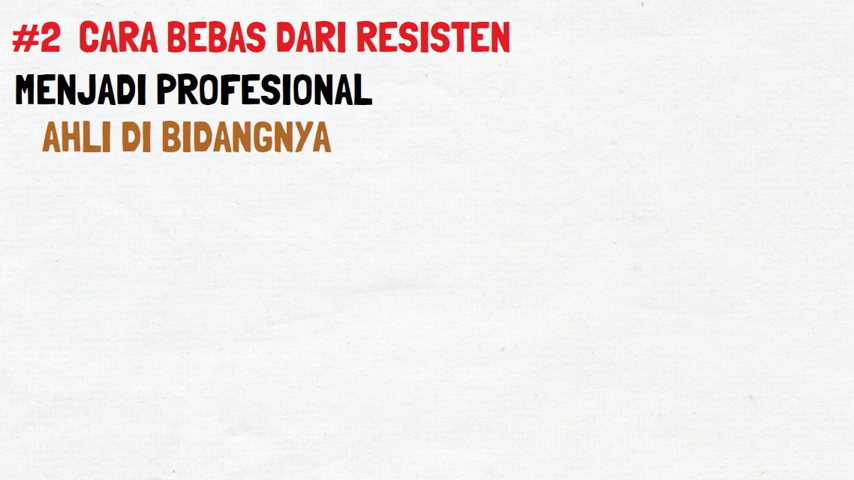 #2 CARA BEBAS DARI RESISTEN
MENJADI PROFESIONAL
AHLI DI BIDANGNYA